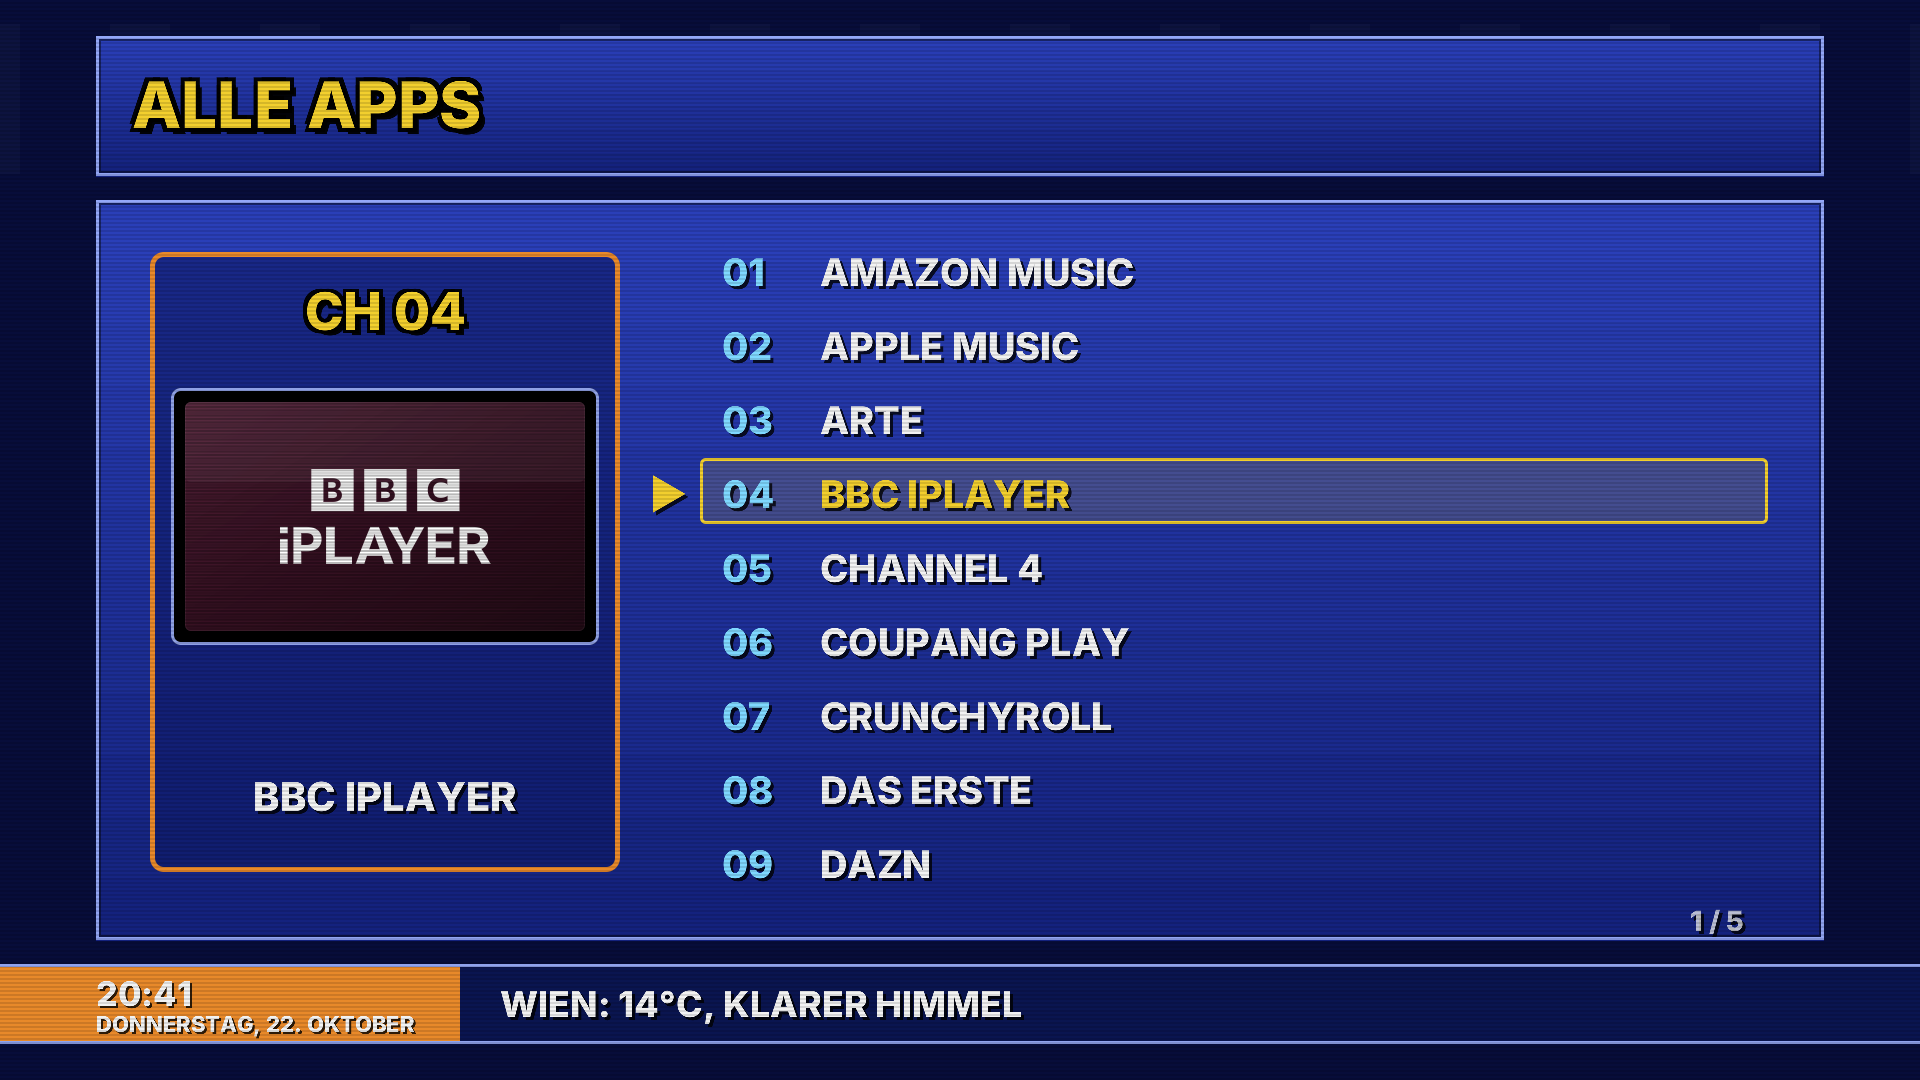 ALLE APPS
CH 04
BBC
iPLAYER
BBC IPLAYER
01 AMAZON MUSIC
02 APPLE MUSIC
03 ARTE
04 BBC IPLAYER
05 CHANNEL 4
06 COUPANG PLAY
07 CRUNCHYROLL
08 DAS ERSTE
09 DAZN
1 / 5
20:41
DONNERSTAG, 22. OKTOBER
WIEN: 14°C, KLARER HIMMEL